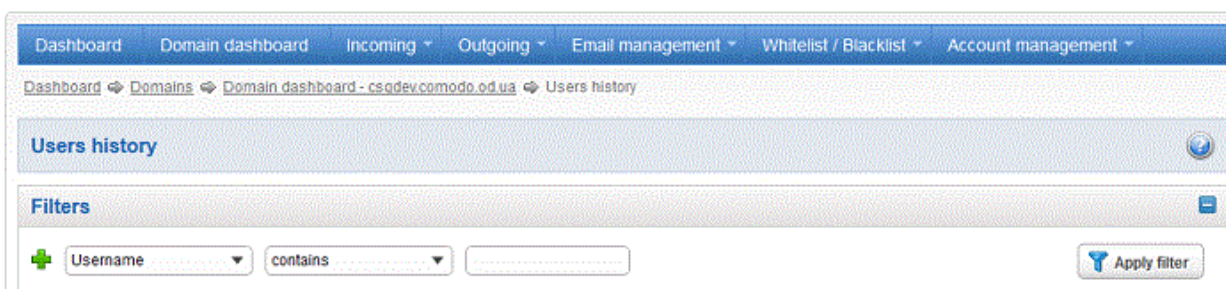 Dashboard Domain dashboard Incoming Outgoing Email management Whitelist / Blacklist Account management
Dashboard Domains Domain dashboard - csgdev.comodo.od.ua Users history
Users history
Filters
Username contains Apply filter